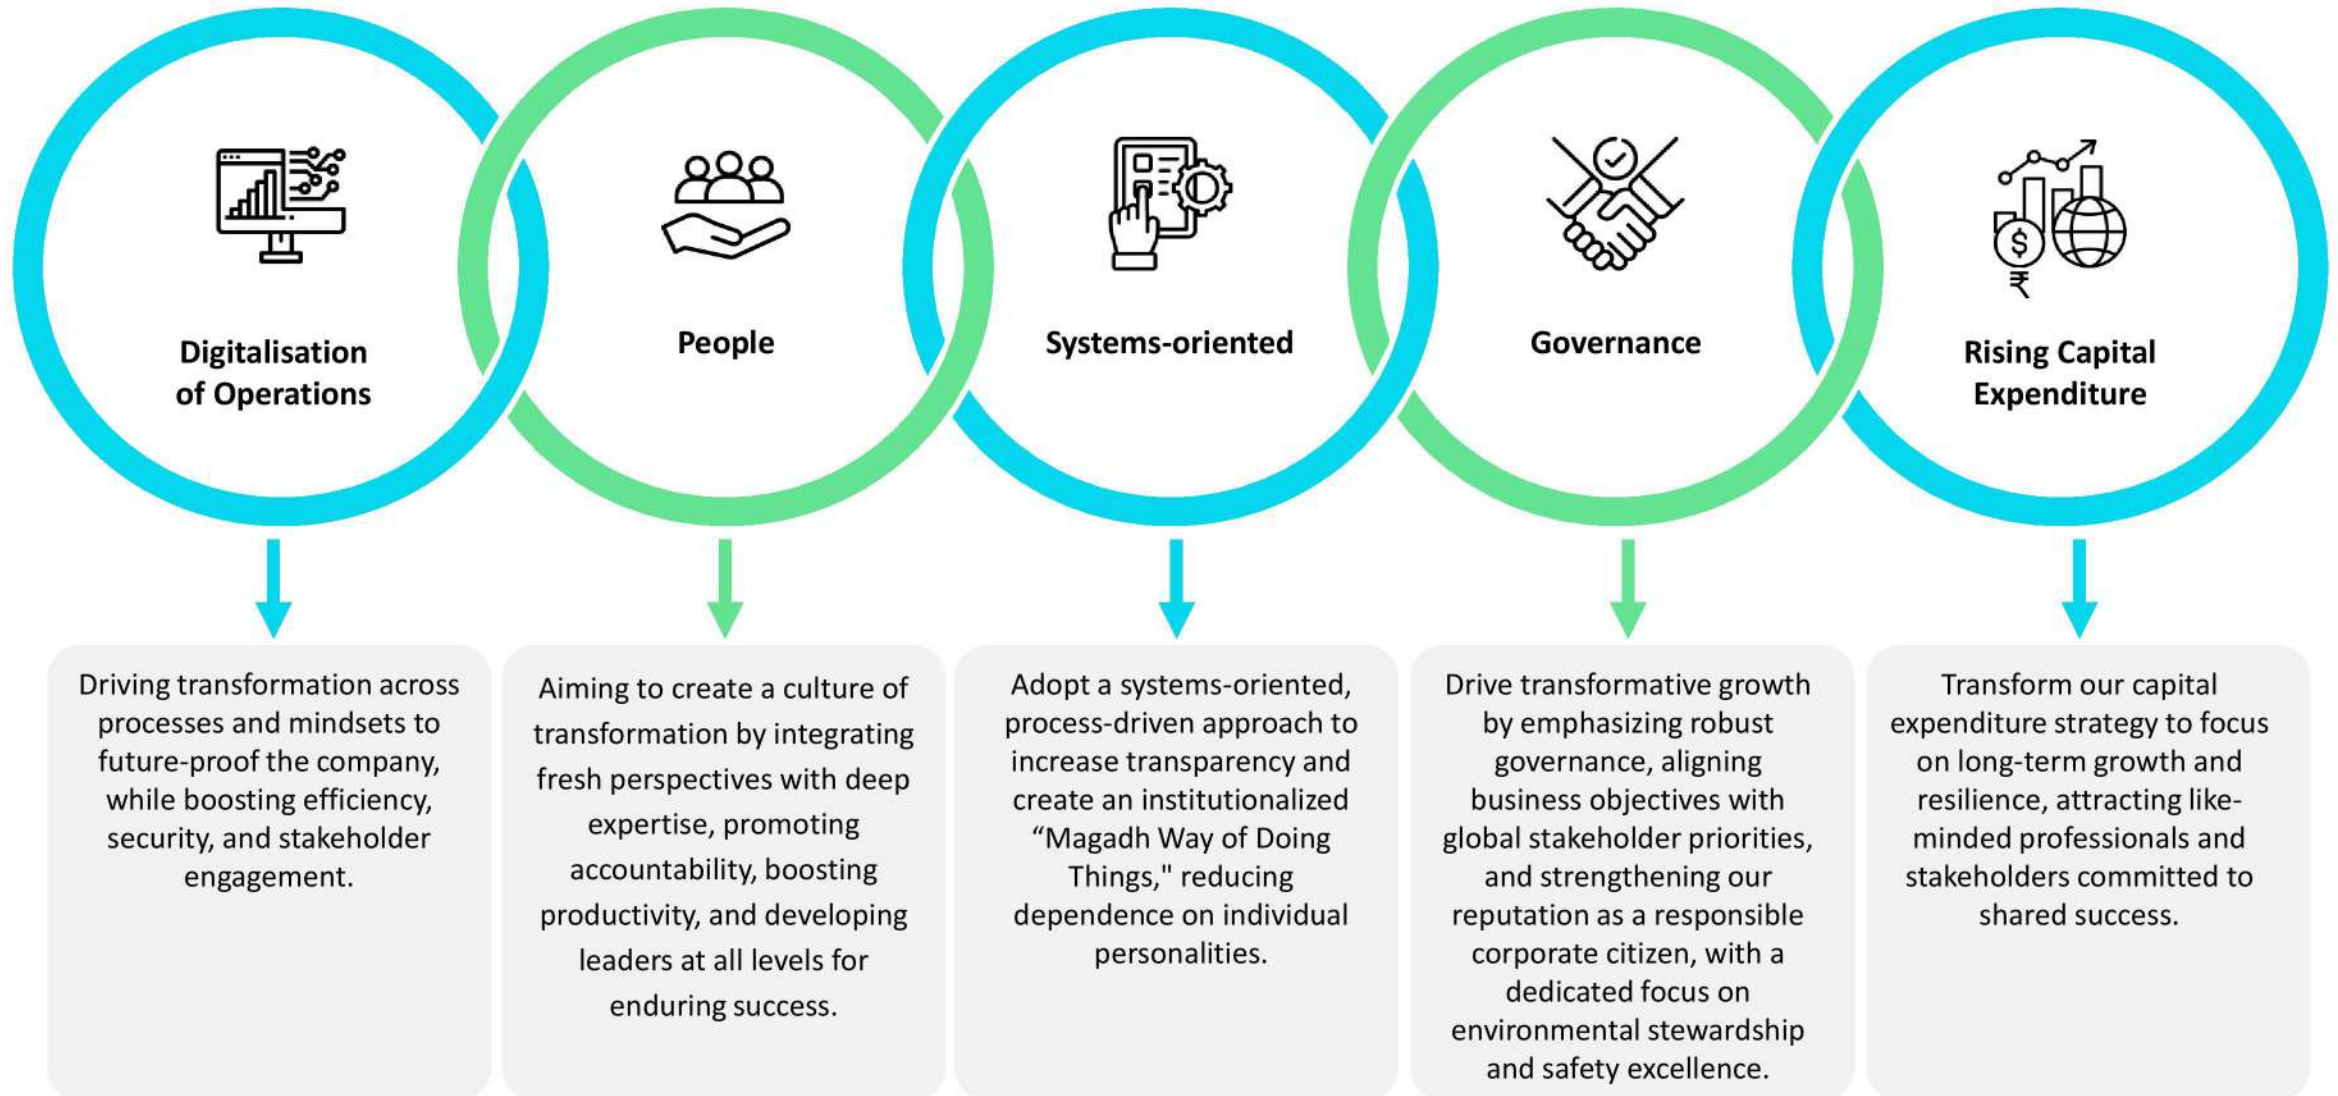 Digitalisation
of Operations
People
Systems-oriented
Governance
$
₹
Rising Capital
Expenditure
Driving transformation across
processes and mindsets to
future-proof the company,
while boosting efficiency,
security, and stakeholder
engagement.
Aiming to create a culture of
transformation by integrating
fresh perspectives with deep
expertise, promoting
accountability, boosting
productivity, and developing
leaders at all levels for
enduring success.
Adopt a systems-oriented,
process-driven approach to
increase transparency and
create an institutionalized
“Magadh Way of Doing
Things," reducing
dependence on individual
personalities.
Drive transformative growth
by emphasizing robust
governance, aligning
business objectives with
global stakeholder priorities,
and strengthening our
reputation as a responsible
corporate citizen, with a
dedicated focus on
environmental stewardship
and safety excellence.
Transform our capital
expenditure strategy to focus
on long-term growth and
resilience, attracting like-
minded professionals and
stakeholders committed to
shared success.